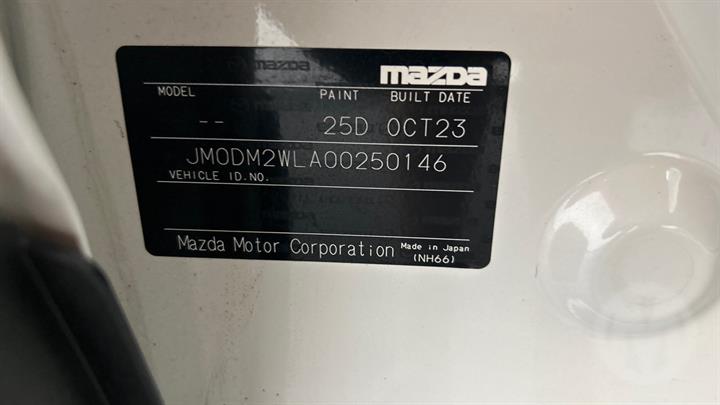 mazda
MODEL PAINT BUILT DATE
-- 25D OCT23
JM0DM2WLA00250146
VEHICLE ID.NO.
Mazda Motor Corporation Made in Japan
(NH66)